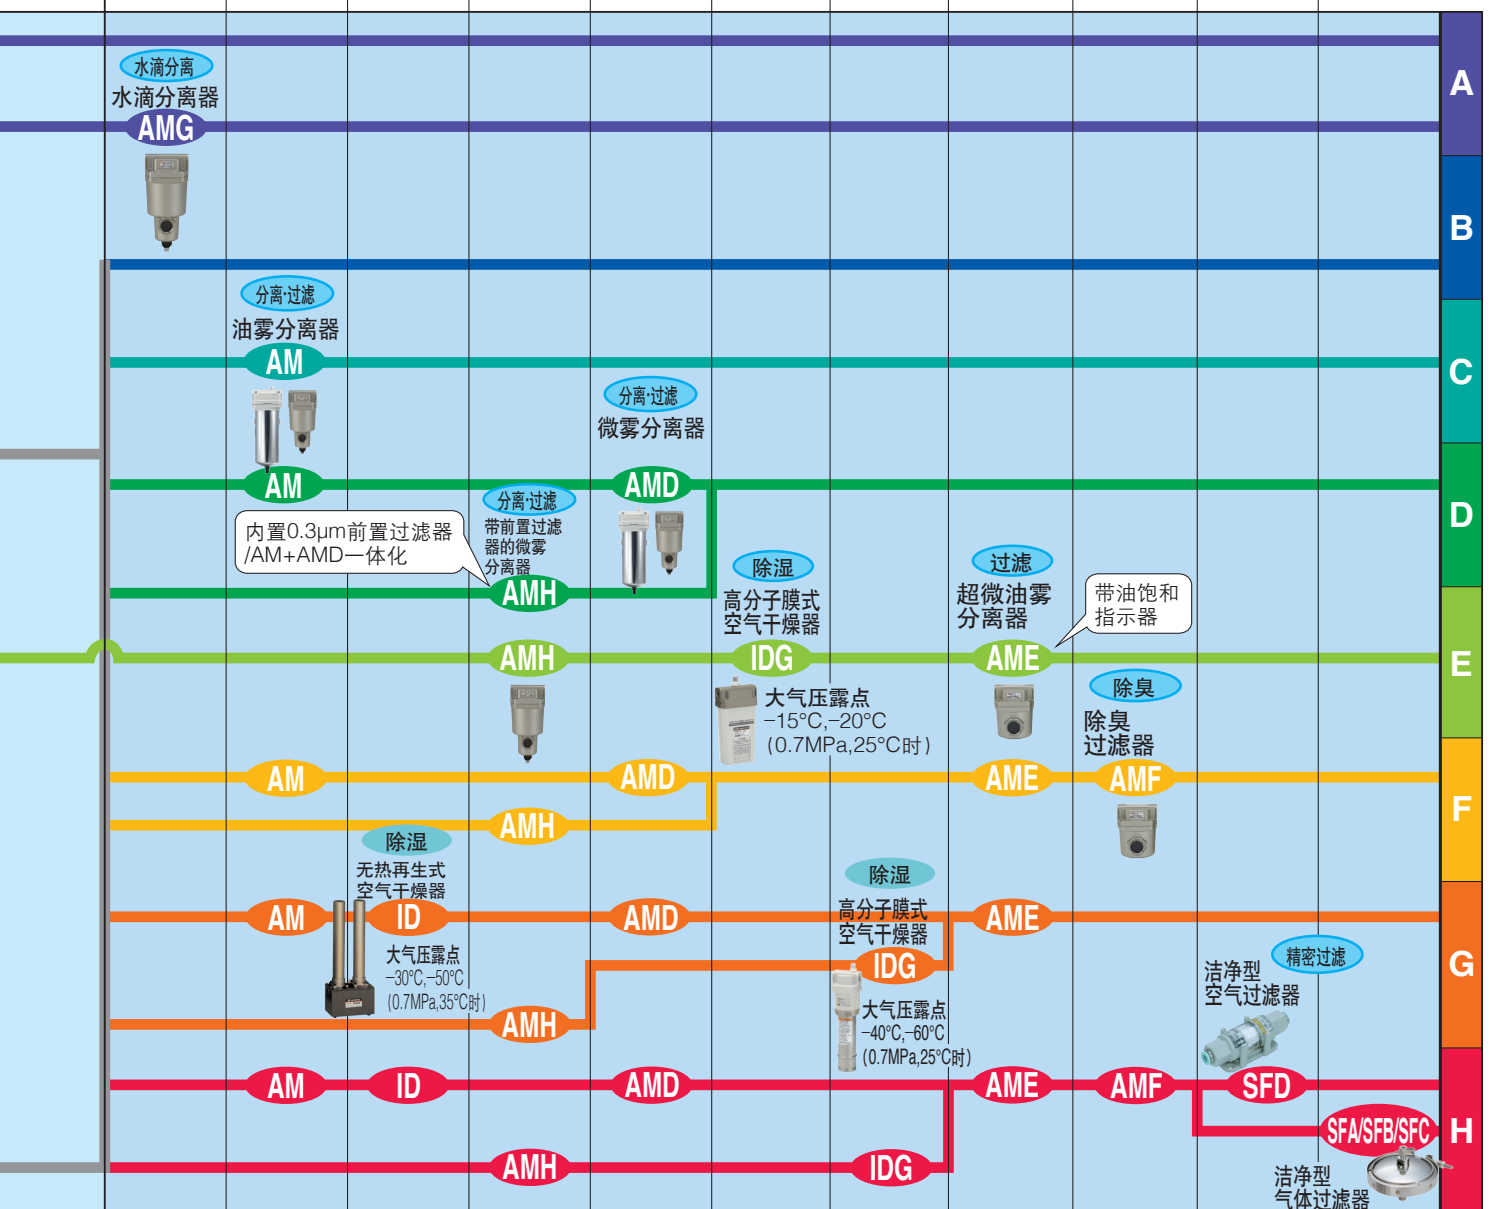 A
水滴分离
水滴分离器
AMG
B
分离·过滤
油雾分离器
AM
C
分离·过滤
微雾分离器
AM
AMD
D
内置0.3μm前置过滤器
/AM+AMD一体化
分离·过滤
带前置过滤
器的微雾
分离器
AMH
除湿
高分子膜式
空气干燥器
过滤
超微油雾
分离器
带油饱和
指示器
AMH
IDG
AME
E
大气压露点
–15°C,–20°C
(0.7MPa,25°C时)
除臭
除臭
过滤器
AM
AMD
AME
AMF
F
AMH
除湿
无热再生式
空气干燥器
除湿
高分子膜式
空气干燥器
AM
ID
AMD
AME
G
大气压露点
–30°C,–50°C
(0.7MPa,35°C时)
IDG
大气压露点
–40°C,–60°C
(0.7MPa,25°C时)
AMH
精密过滤
洁净型
空气过滤器
AM
ID
AMD
AME
AMF
SFD
SFA/SFB/SFC
H
AMH
IDG
洁净型
气体过滤器